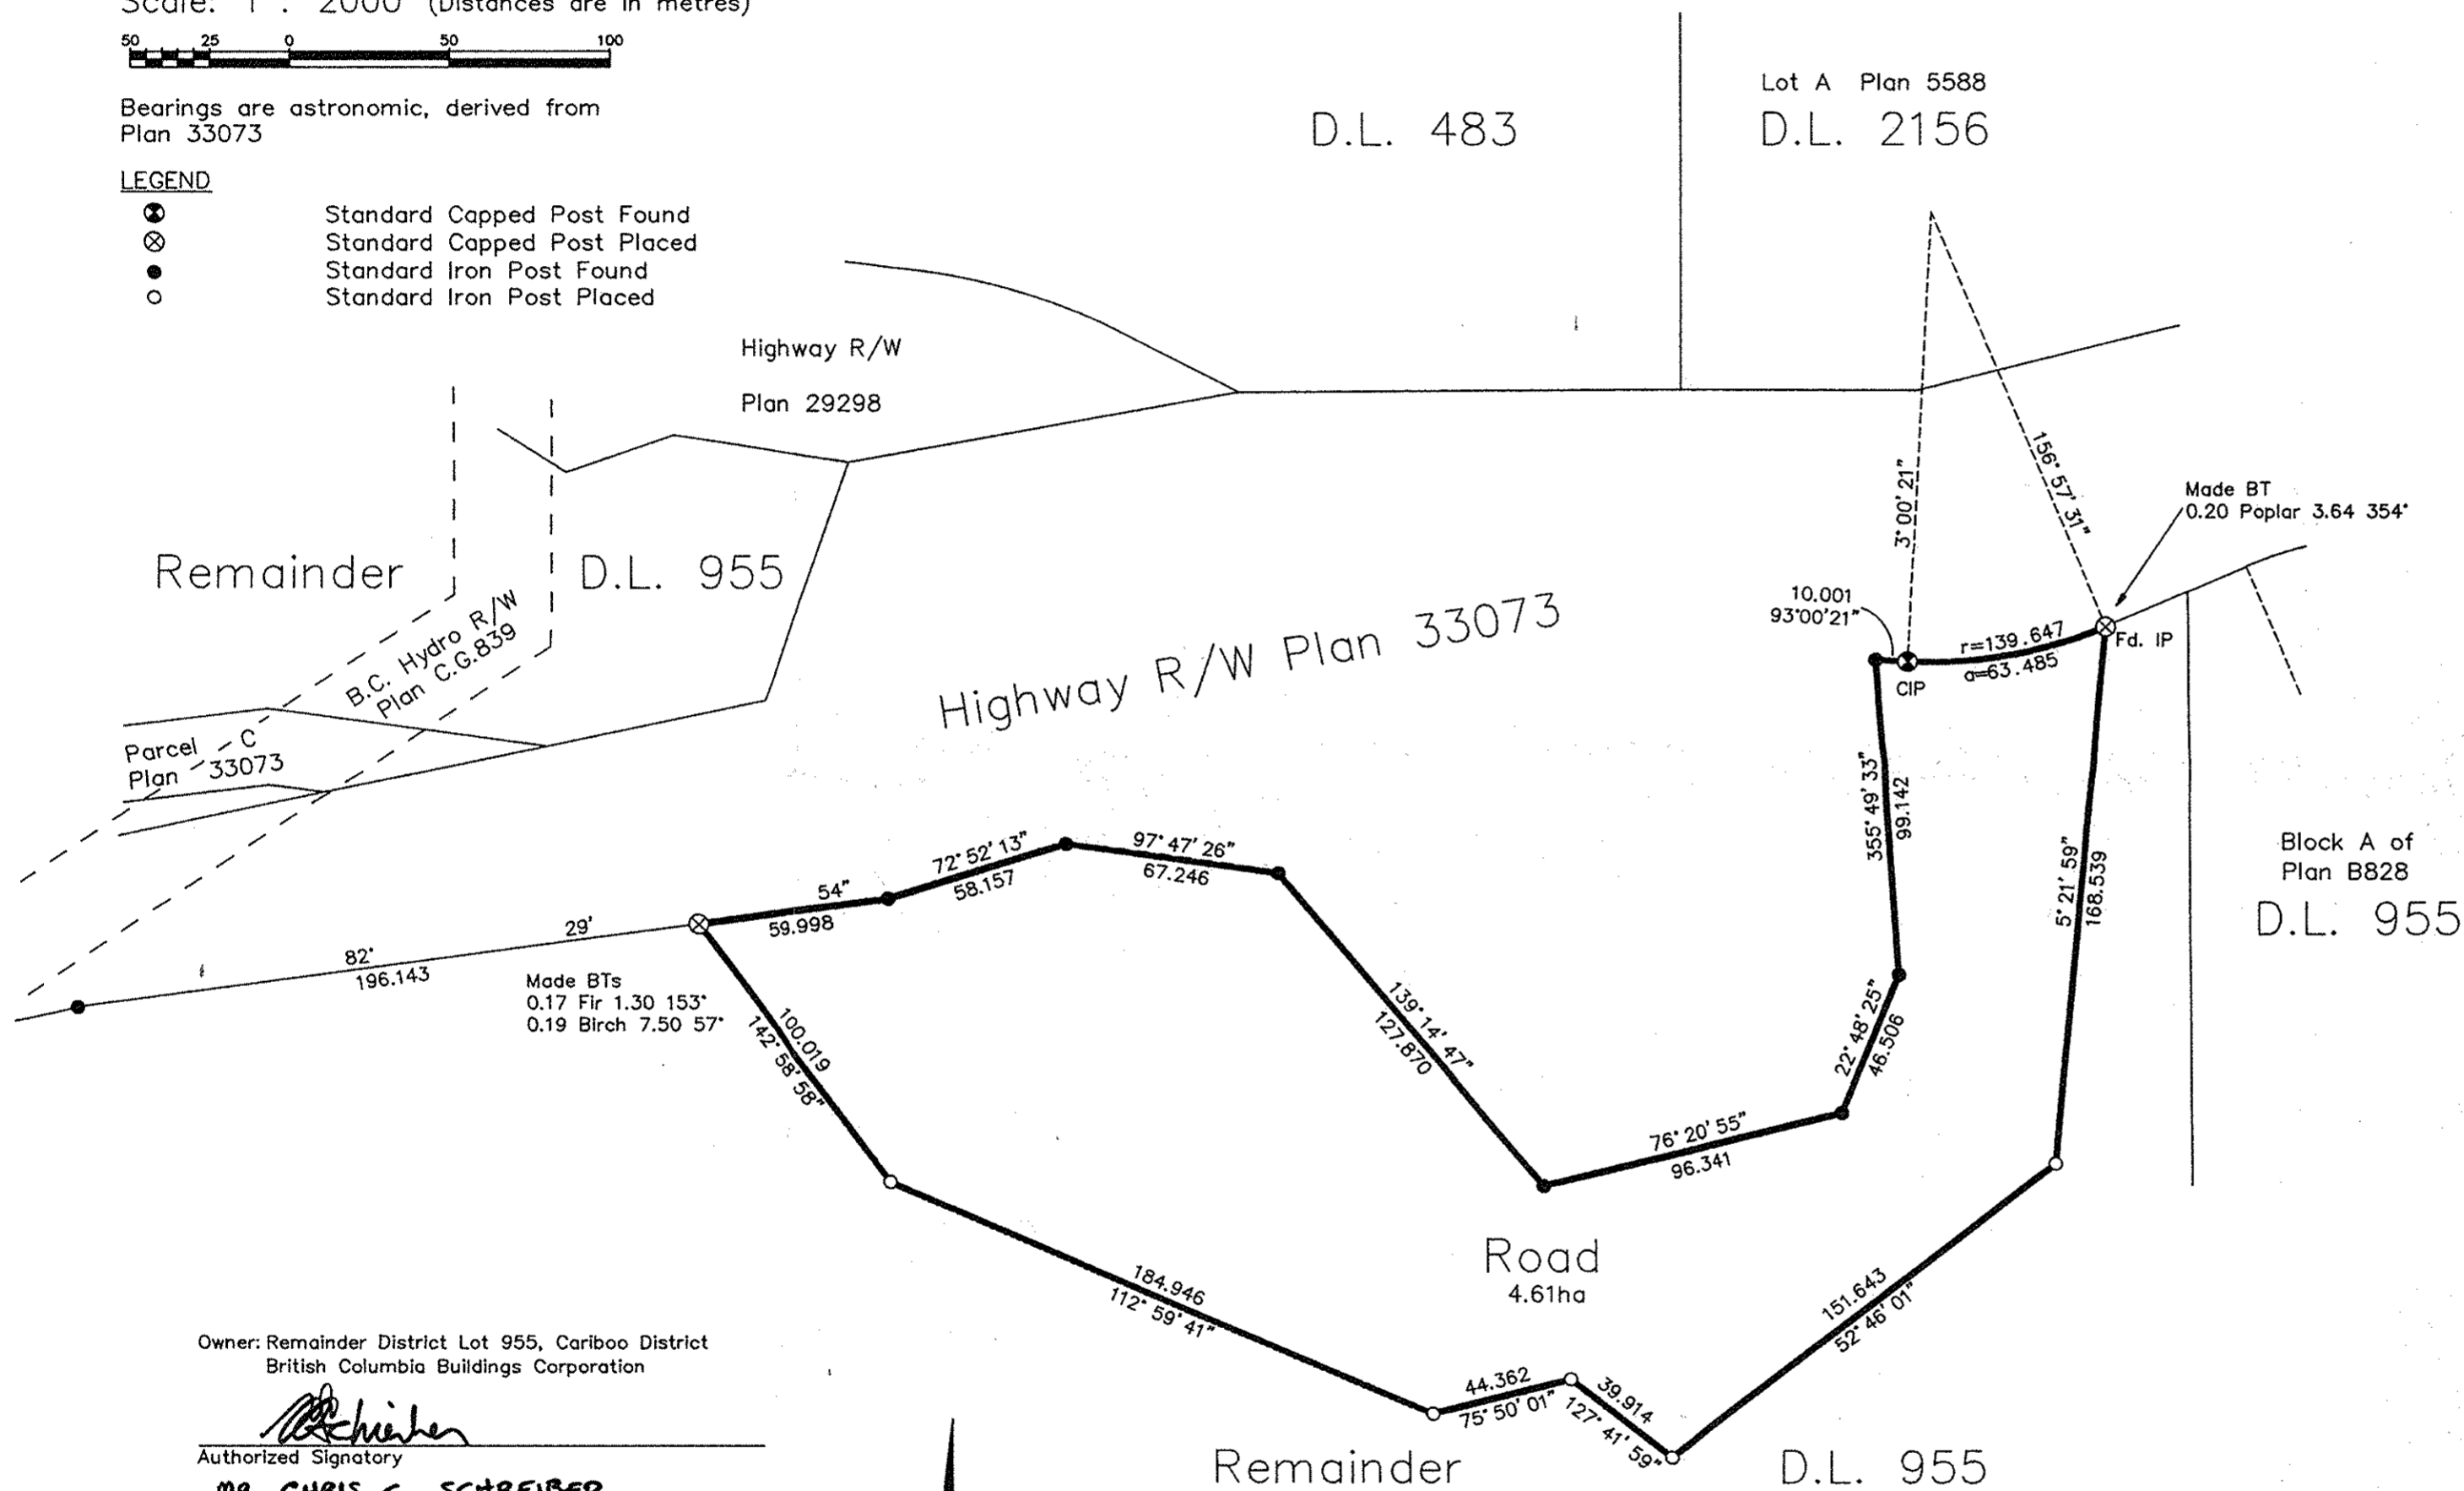 Scale: 1 : 2000 (Distances are in metres)
50 25 0 50 100
Bearings are astronomic, derived from
Plan 33073
LEGEND
Standard Capped Post Found
Standard Capped Post Placed
Standard Iron Post Found
Standard Iron Post Placed
D.L. 483
Lot A Plan 5588
D.L. 2156
Highway R/W
Plan 29298
Remainder D.L. 955
B.C. Hydro R/W
Plan C.G.839
Parcel C
Plan 33073
Highway R/W Plan 33073
3° 00' 21"
156° 57' 31"
Made BT
0.20 Poplar 3.64 354°
10.001
93°00'21"
CIP
r=139.647
a=63.485
Fd. IP
355° 49' 33"
99.142
5° 21' 59"
168.539
Block A of
Plan B828
D.L. 955
82° 29' 54"
196.143
59.998
72° 52' 13"
58.157
97° 47' 26"
67.246
Made BTs
0.17 Fir 1.30 153°
0.19 Birch 7.50 57°
100.019
142° 58' 58"
139° 14' 47"
127.870
22° 48' 25"
46.506
76° 20' 55"
96.341
Road
4.61ha
184.946
112° 59' 41"
151.643
52° 46' 01"
44.362
75° 50' 01"
39.914
127° 41' 59"
Owner: Remainder District Lot 955, Cariboo District
British Columbia Buildings Corporation
Authorized Signatory
MR. CHRIS C. SCHREIBER
Remainder D.L. 955